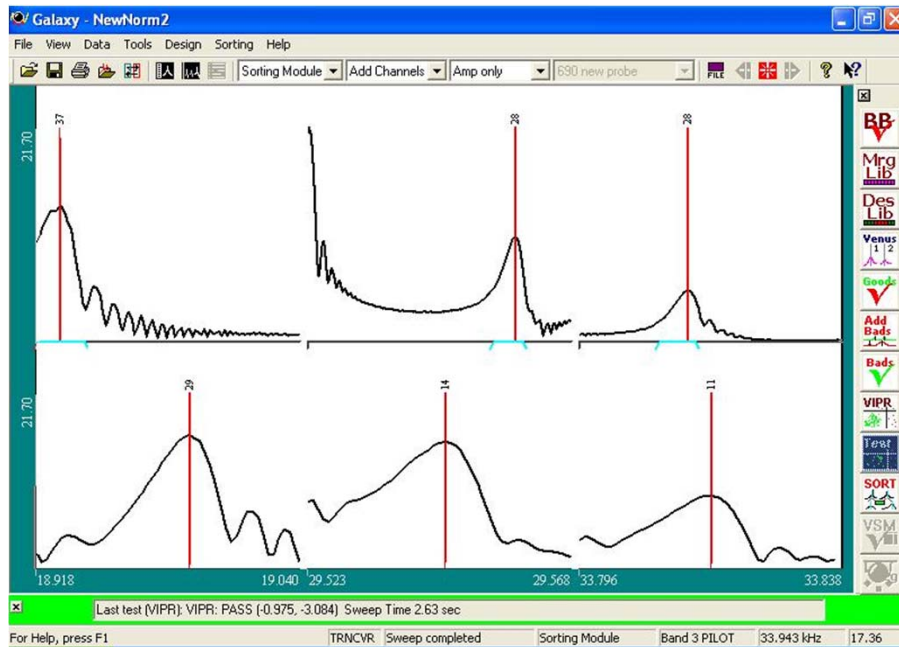 Galaxy - NewNorm2
File View Data Tools Design Sorting Help
Sorting Module Add Channels Amp only 690 new probe FILE
21.70 37 28 28
21.70 29 14 11
18.918 19.040 29.523 29.568 33.796 33.838
BB
Mrg Lib
Des Lib
Venus
1 2
Goods
Add Bads
Bads
VIPR
Test
SORT
VSM
Last test (VIPR): VIPR: PASS (-0.975, -3.084) Sweep Time 2.63 sec
For Help, press F1 TRNCVR Sweep completed Sorting Module Band 3 PILOT 33.943 kHz 17.36